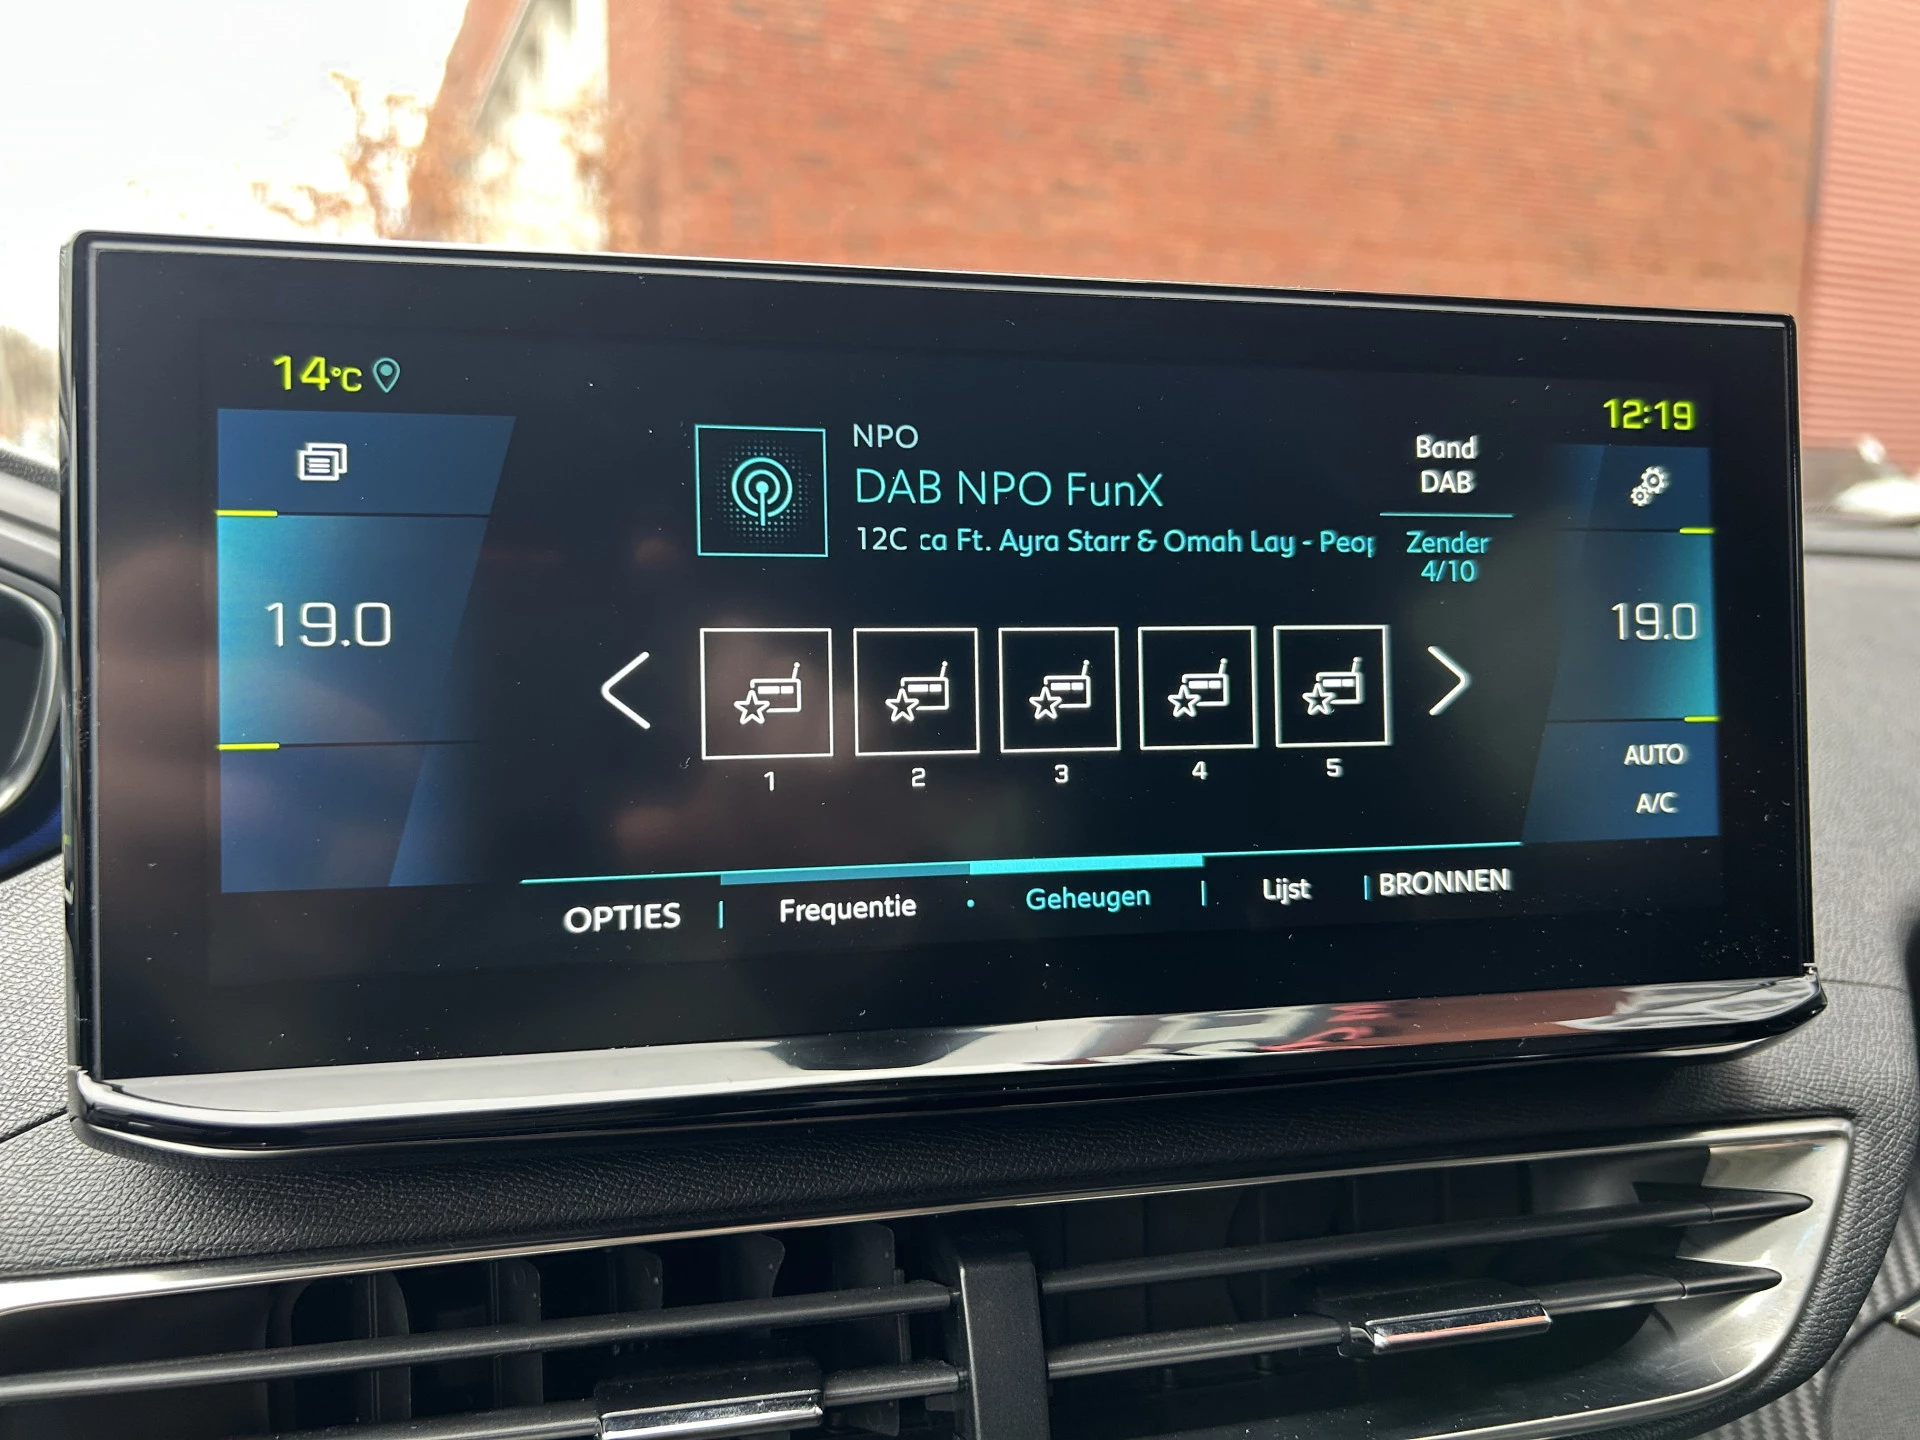 14°C
12:19
NPO
DAB NPO FunX
12C ca Ft. Ayra Starr & Omah Lay - Peop
Band
DAB
Zender
4/10
19.0
19.0
1 2 3 4 5
AUTO
A/C
OPTIES | Frequentie • Geheugen | Lijst | BRONNEN